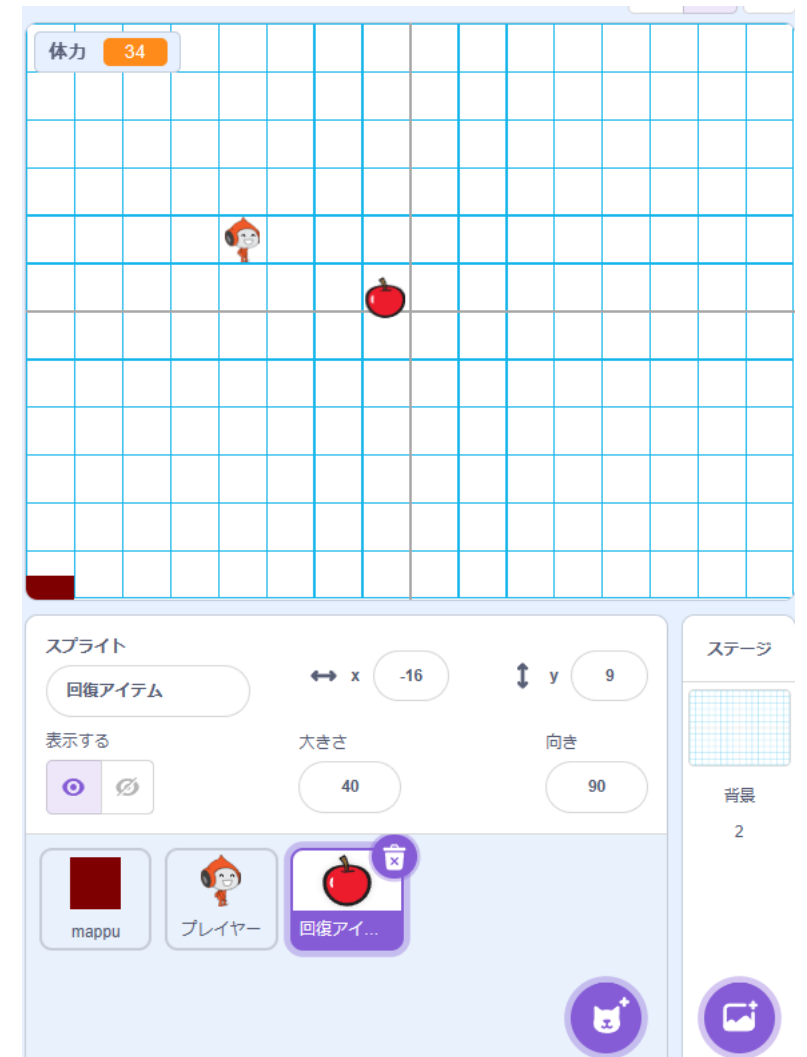 体力 34
スプライト
回復アイテム
x -16
y 9
表示する
大きさ
40
向き
90
ステージ
背景
2
mappu
プレイヤー
回復アイ...